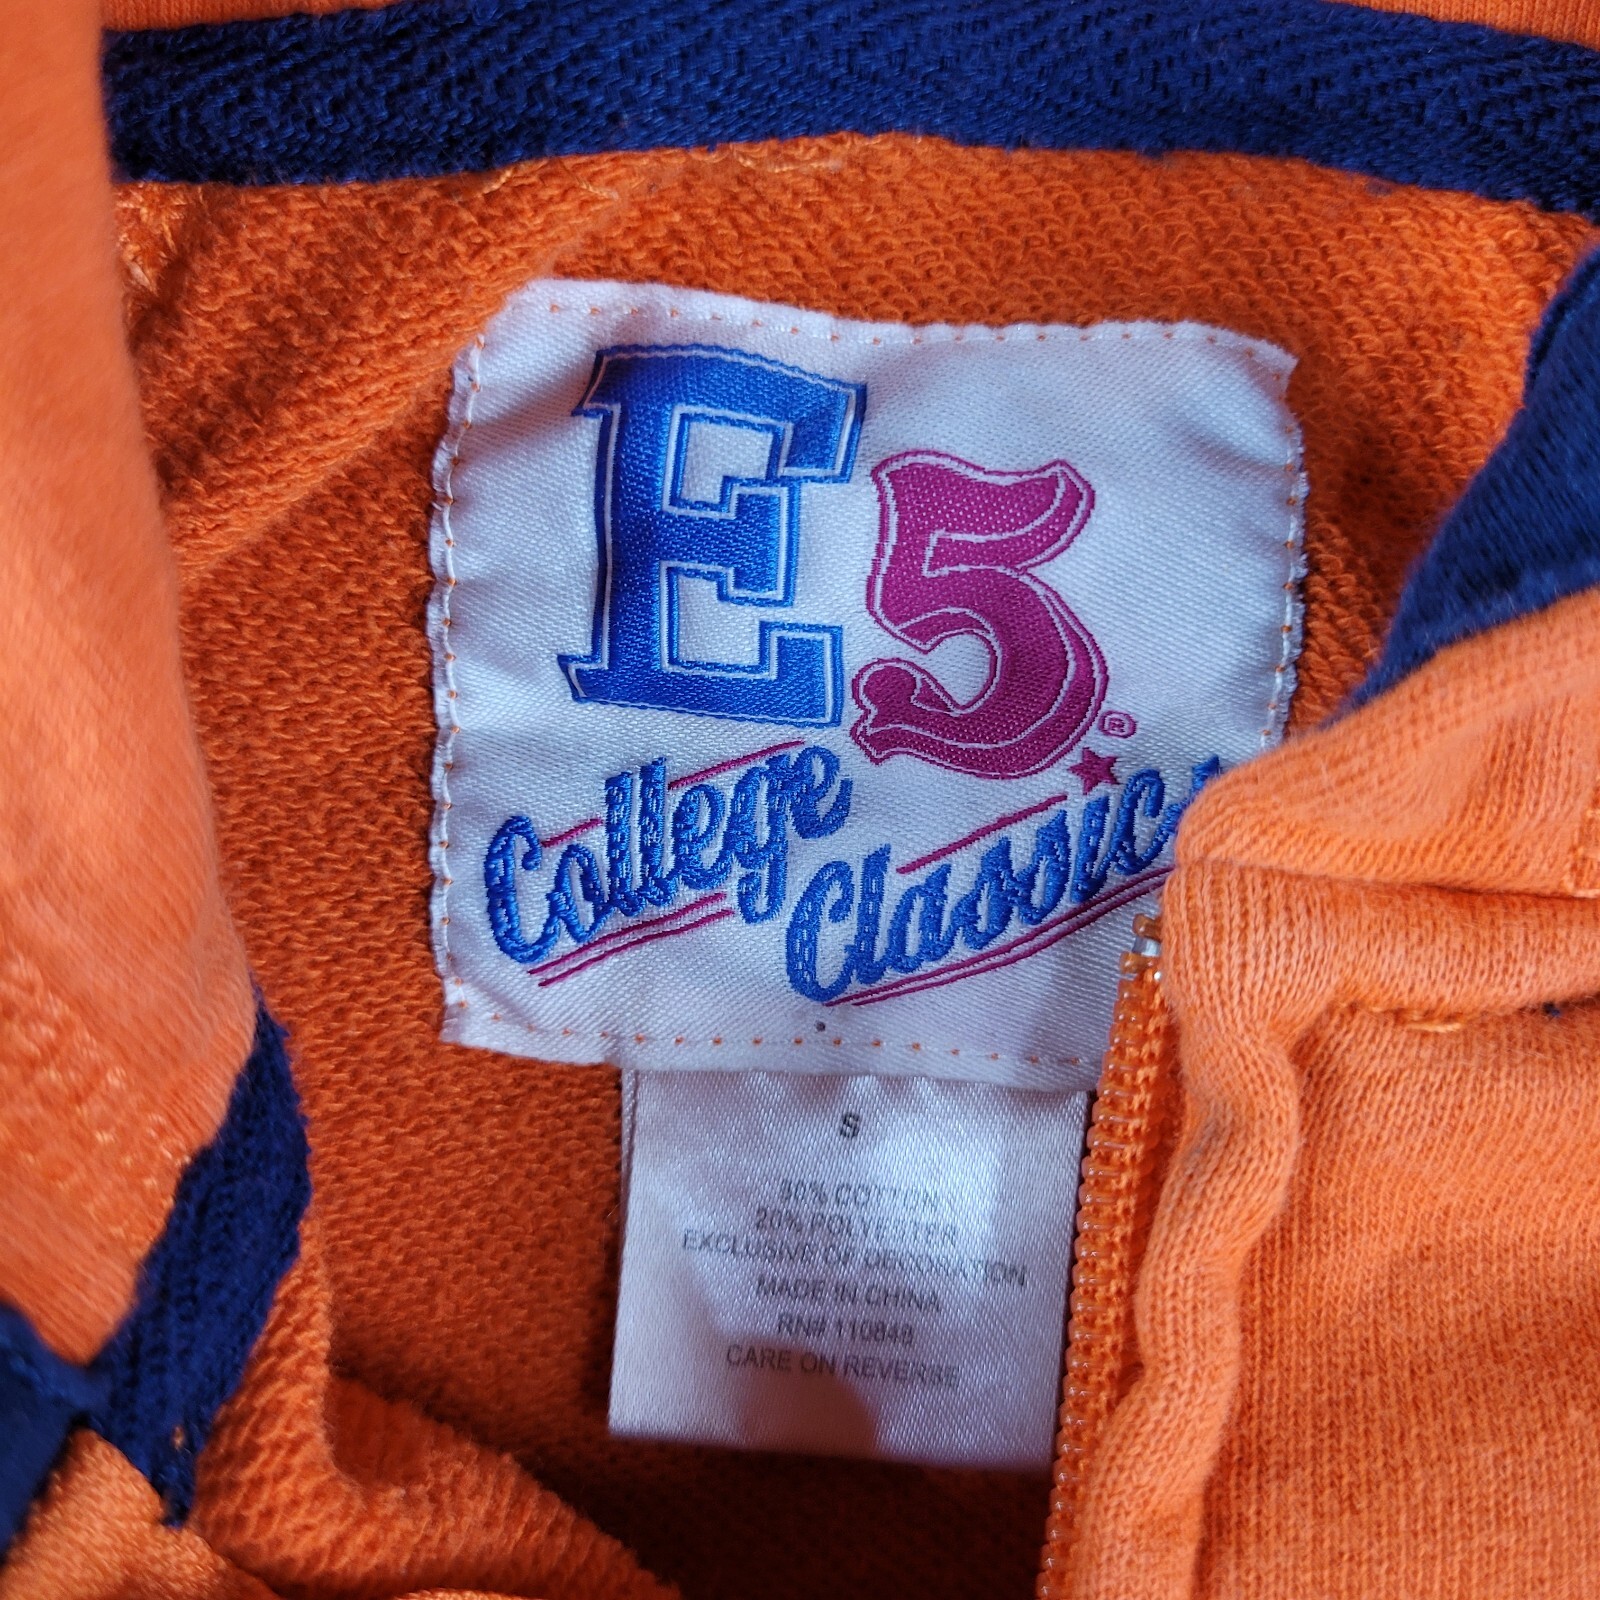 E5®
College
Classics
S
80% COTTON
20% POLYESTER
EXCLUSIVE OF DECORATION
MADE IN CHINA
RN# 110848
CARE ON REVERSE